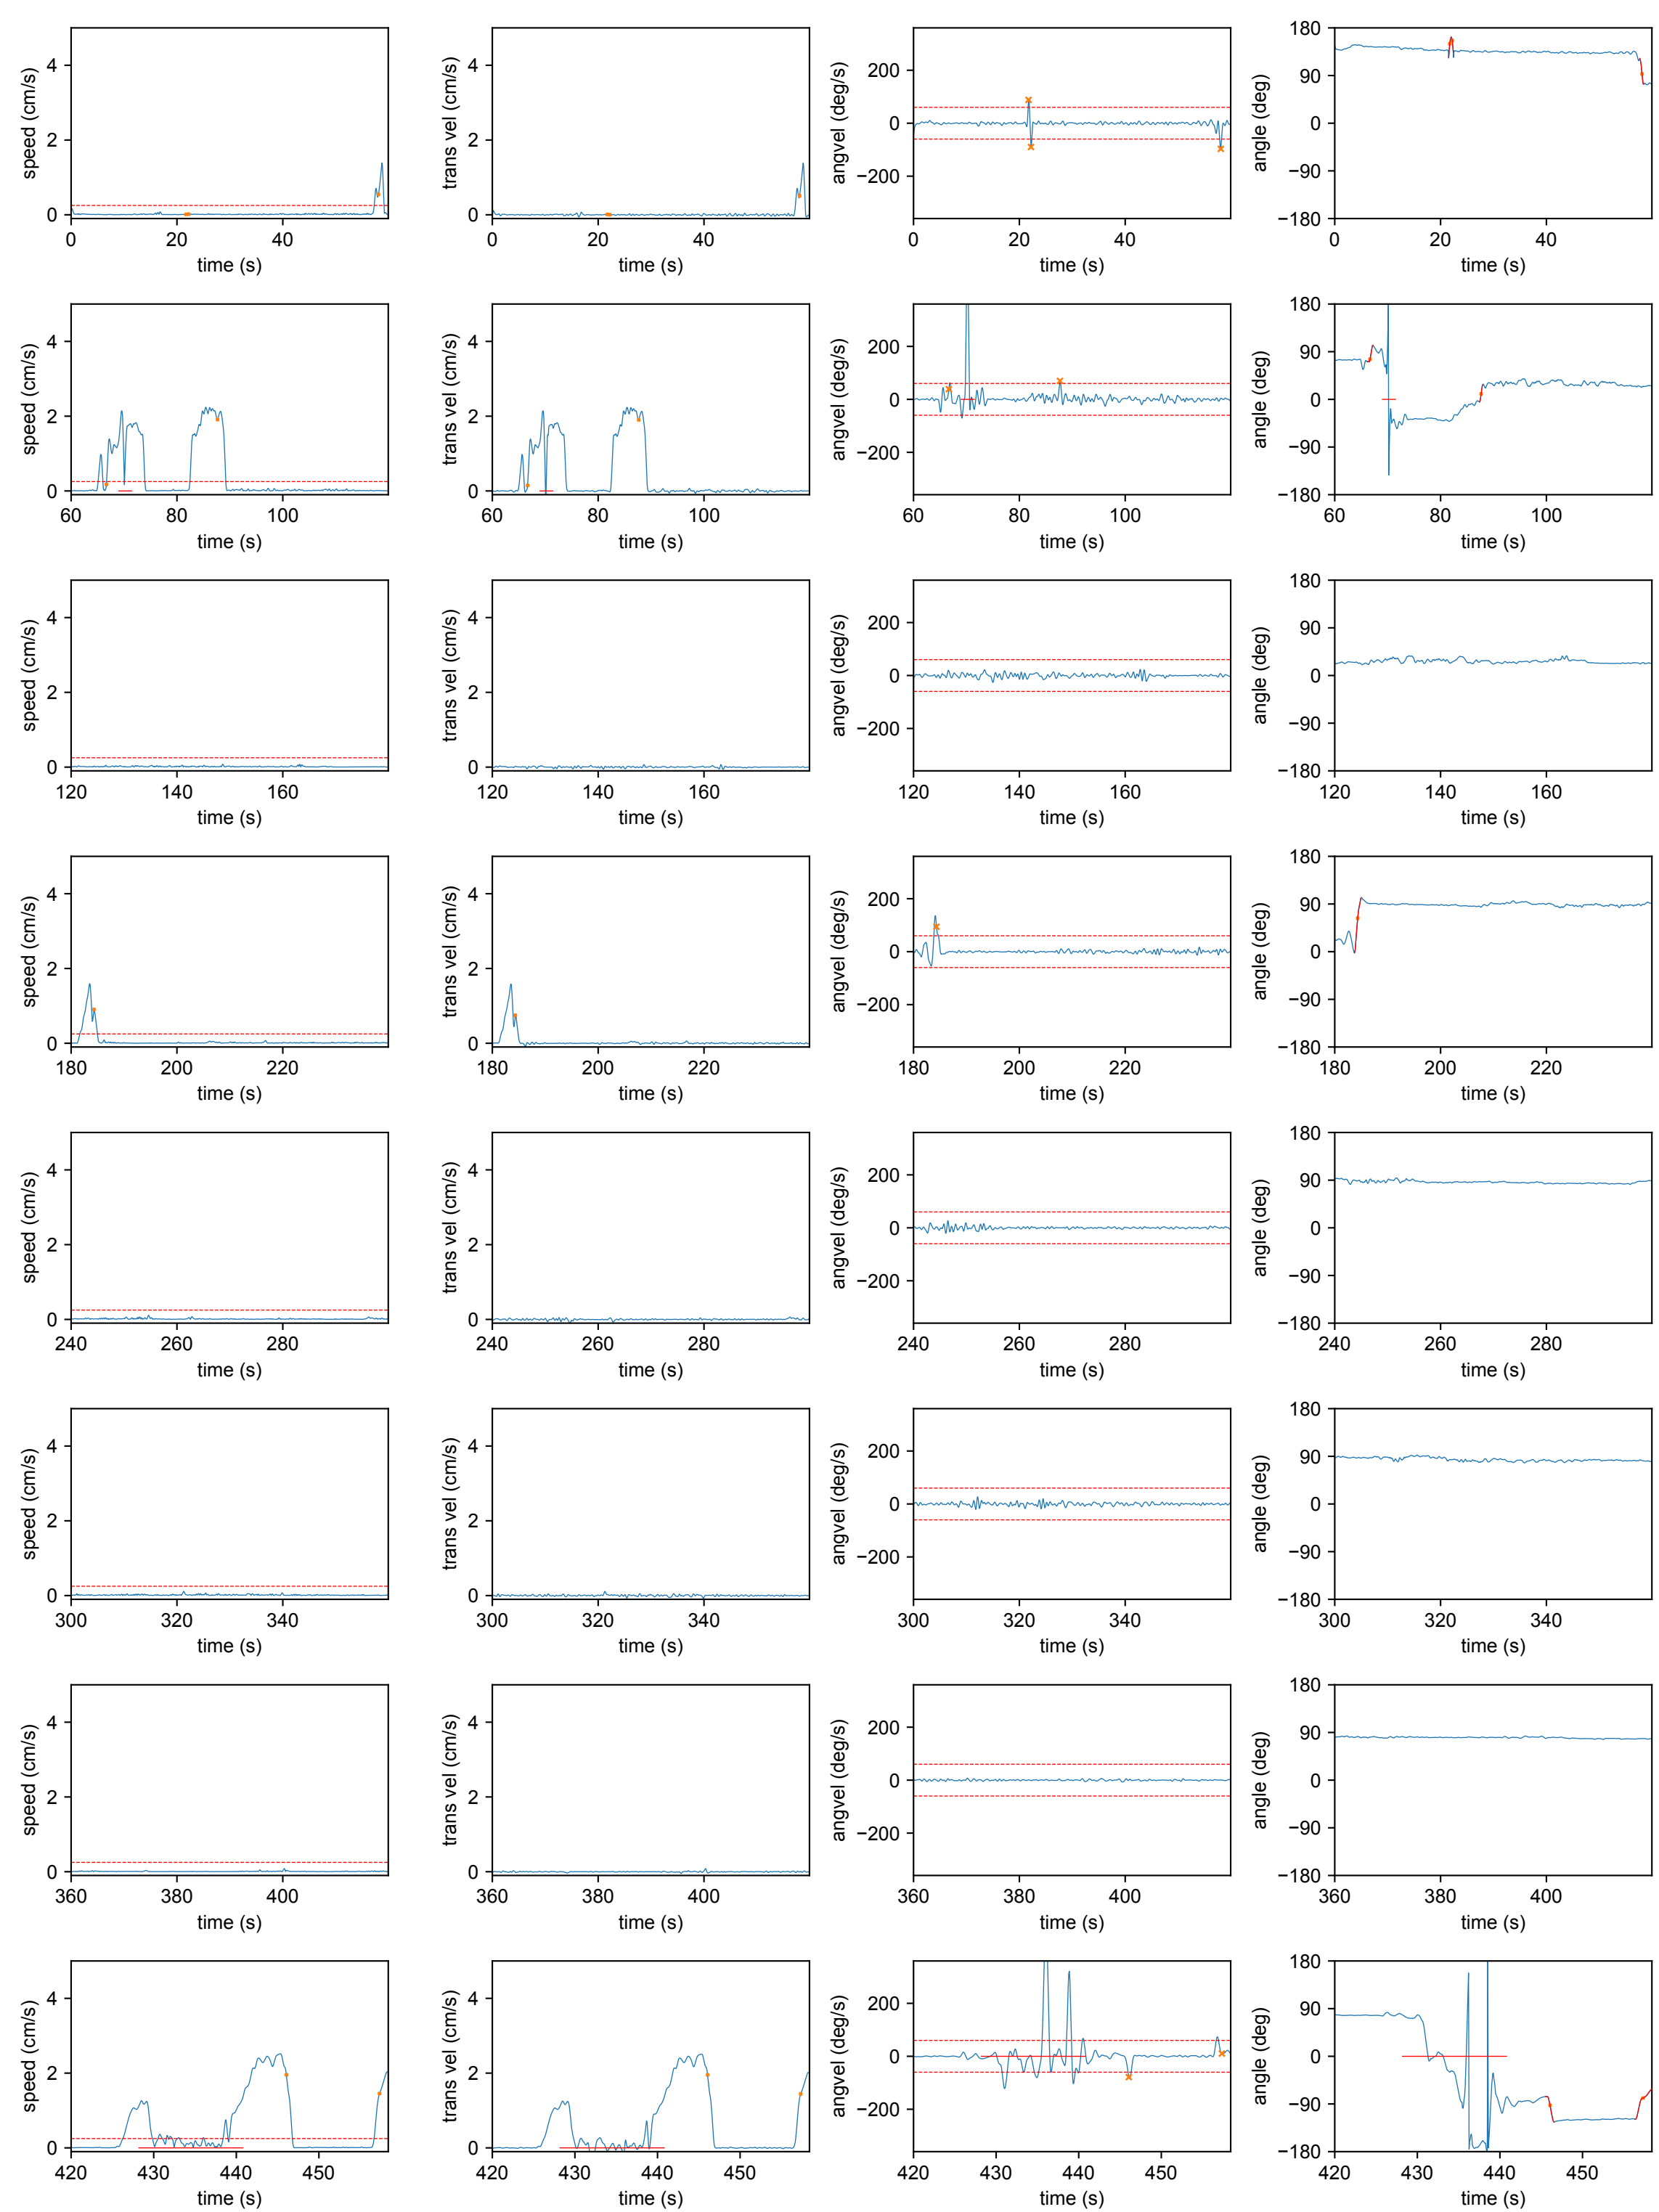 speed (cm/s) 4 2 0 0 20 40 time (s)
trans vel (cm/s) 4 2 0 0 20 40 time (s)
angvel (deg/s) 200 0 −200 0 20 40 time (s)
angle (deg) 180 90 0 −90 −180 0 20 40 time (s)
speed (cm/s) 4 2 0 60 80 100 time (s)
trans vel (cm/s) 4 2 0 60 80 100 time (s)
angvel (deg/s) 200 0 −200 60 80 100 time (s)
angle (deg) 180 90 0 −90 −180 60 80 100 time (s)
speed (cm/s) 4 2 0 120 140 160 time (s)
trans vel (cm/s) 4 2 0 120 140 160 time (s)
angvel (deg/s) 200 0 −200 120 140 160 time (s)
angle (deg) 180 90 0 −90 −180 120 140 160 time (s)
speed (cm/s) 4 2 0 180 200 220 time (s)
trans vel (cm/s) 4 2 0 180 200 220 time (s)
angvel (deg/s) 200 0 −200 180 200 220 time (s)
angle (deg) 180 90 0 −90 −180 180 200 220 time (s)
speed (cm/s) 4 2 0 240 260 280 time (s)
trans vel (cm/s) 4 2 0 240 260 280 time (s)
angvel (deg/s) 200 0 −200 240 260 280 time (s)
angle (deg) 180 90 0 −90 −180 240 260 280 time (s)
speed (cm/s) 4 2 0 300 320 340 time (s)
trans vel (cm/s) 4 2 0 300 320 340 time (s)
angvel (deg/s) 200 0 −200 300 320 340 time (s)
angle (deg) 180 90 0 −90 −180 300 320 340 time (s)
speed (cm/s) 4 2 0 360 380 400 time (s)
trans vel (cm/s) 4 2 0 360 380 400 time (s)
angvel (deg/s) 200 0 −200 360 380 400 time (s)
angle (deg) 180 90 0 −90 −180 360 380 400 time (s)
speed (cm/s) 4 2 0 420 430 440 450 time (s)
trans vel (cm/s) 4 2 0 420 430 440 450 time (s)
angvel (deg/s) 200 0 −200 420 430 440 450 time (s)
angle (deg) 180 90 0 −90 −180 420 430 440 450 time (s)